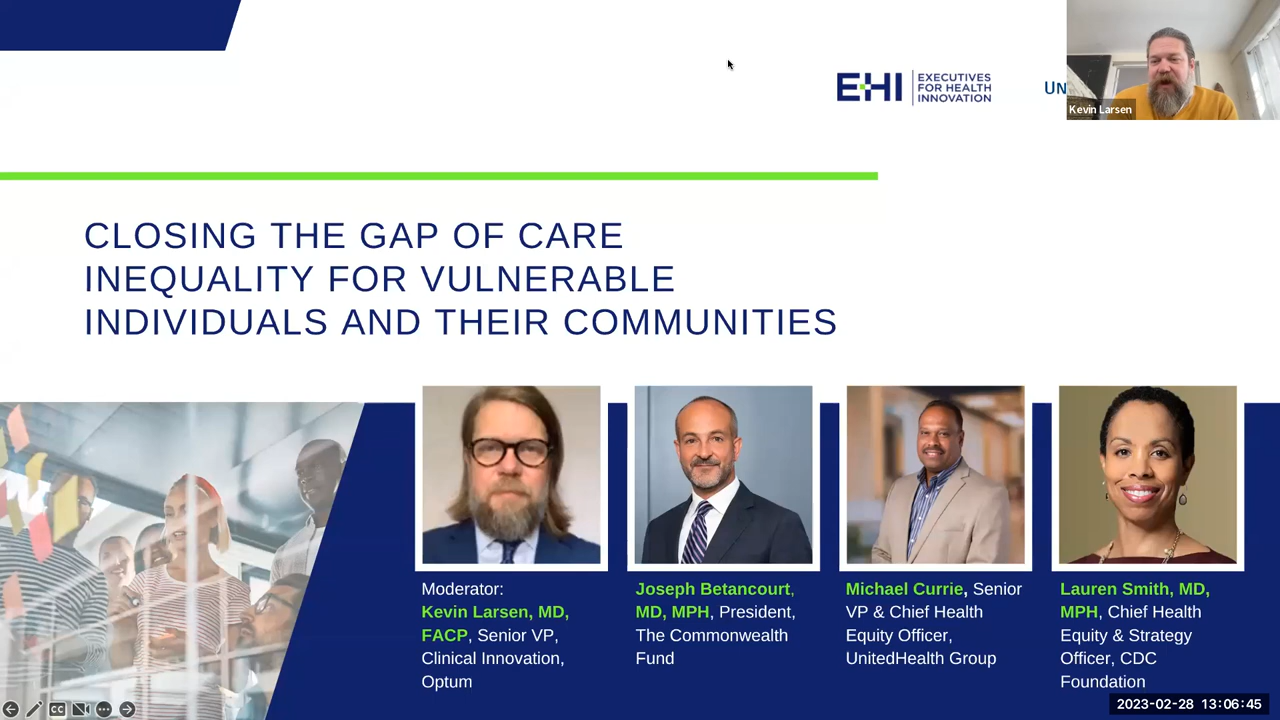 E·HI EXECUTIVES
FOR HEALTH
INNOVATION
UN
Kevin Larsen
CLOSING THE GAP OF CARE
INEQUALITY FOR VULNERABLE
INDIVIDUALS AND THEIR COMMUNITIES
Moderator:
Kevin Larsen, MD,
FACP, Senior VP,
Clinical Innovation,
Optum
Joseph Betancourt,
MD, MPH, President,
The Commonwealth
Fund
Michael Currie, Senior
VP & Chief Health
Equity Officer,
UnitedHealth Group
Lauren Smith, MD,
MPH, Chief Health
Equity & Strategy
Officer, CDC
Foundation
CC
2023-02-28 13:06:45